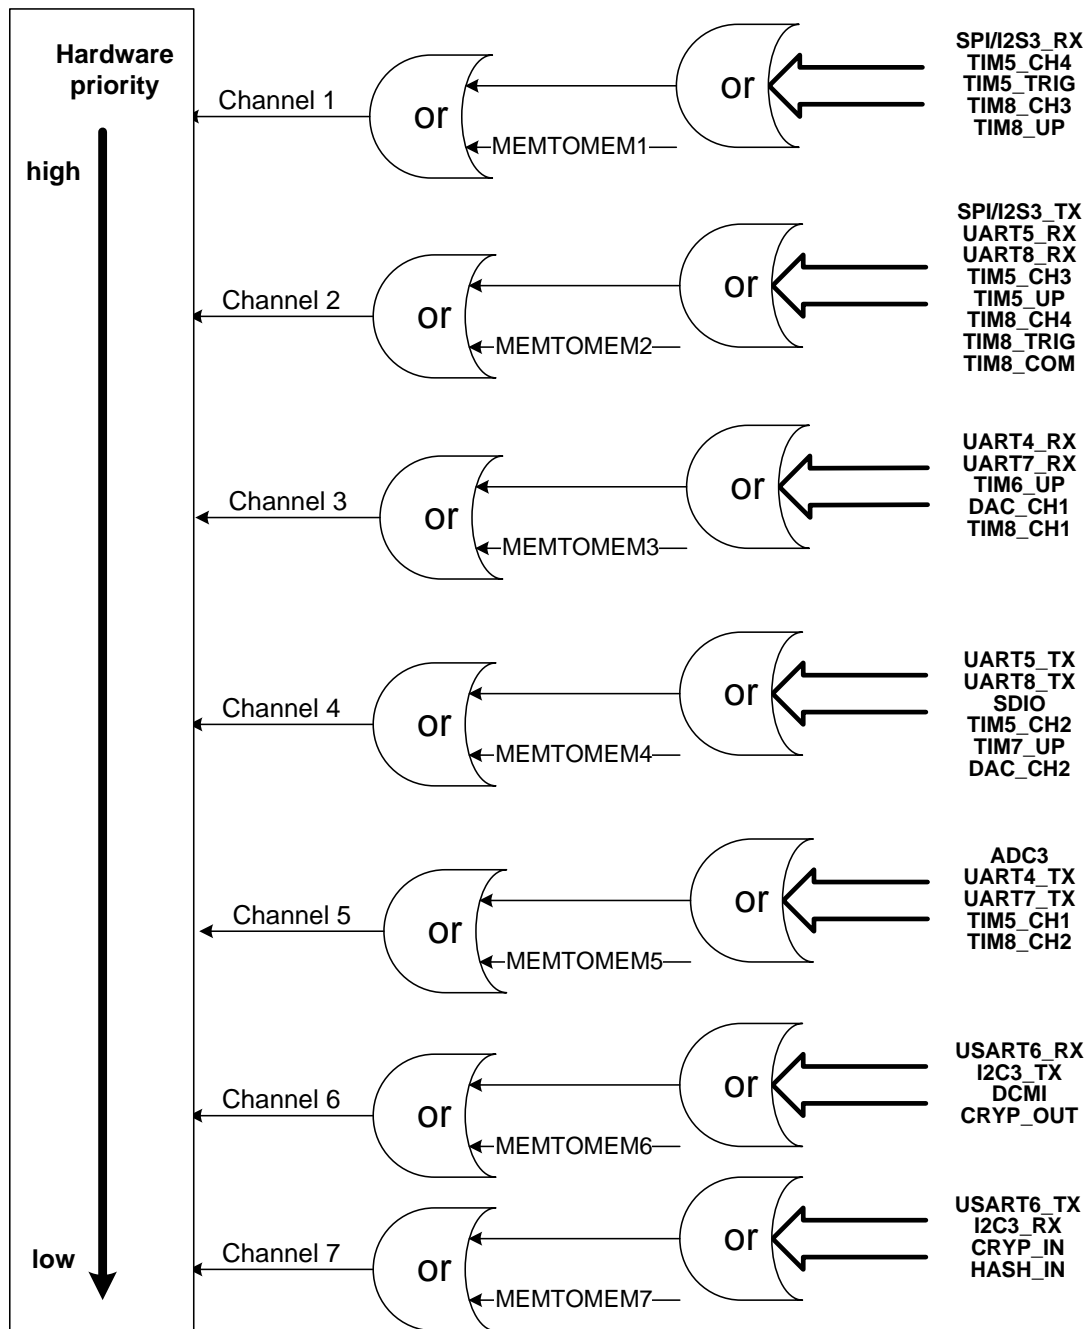 Hardware
priority
high
low
Channel 1
or
MEMTOMEM1
or
SPI/I2S3_RX
TIM5_CH4
TIM5_TRIG
TIM8_CH3
TIM8_UP
Channel 2
or
MEMTOMEM2
or
SPI/I2S3_TX
UART5_RX
UART8_RX
TIM5_CH3
TIM5_UP
TIM8_CH4
TIM8_TRIG
TIM8_COM
Channel 3
or
MEMTOMEM3
or
UART4_RX
UART7_RX
TIM6_UP
DAC_CH1
TIM8_CH1
Channel 4
or
MEMTOMEM4
or
UART5_TX
UART8_TX
SDIO
TIM5_CH2
TIM7_UP
DAC_CH2
Channel 5
or
MEMTOMEM5
or
ADC3
UART4_TX
UART7_TX
TIM5_CH1
TIM8_CH2
Channel 6
or
MEMTOMEM6
or
USART6_RX
I2C3_TX
DCMI
CRYP_OUT
Channel 7
or
MEMTOMEM7
or
USART6_TX
I2C3_RX
CRYP_IN
HASH_IN